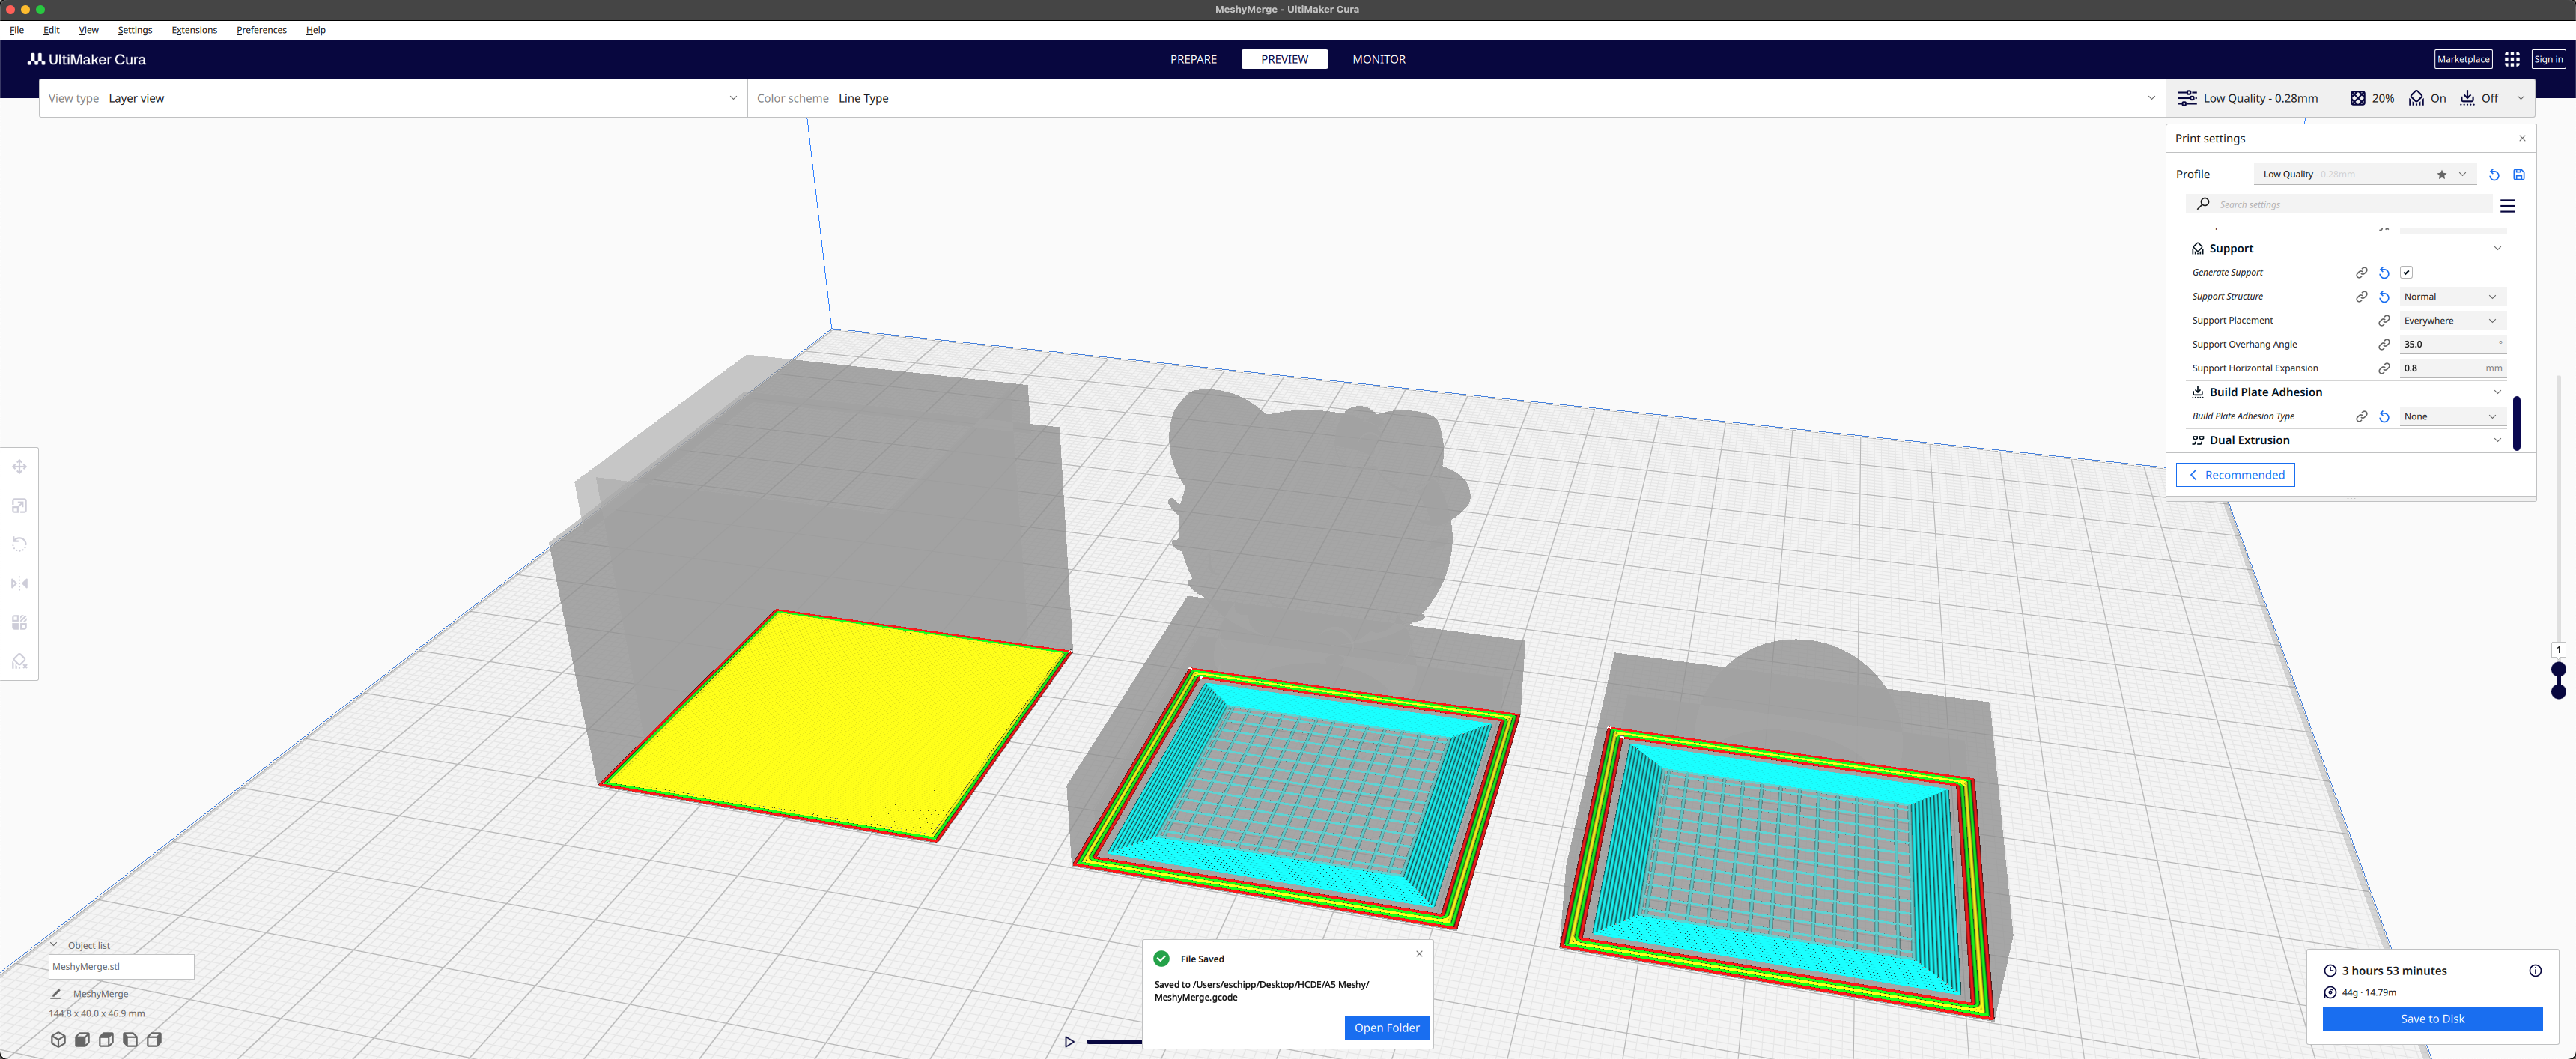 MeshyMerge - UltiMaker Cura
File Edit View Settings Extensions Preferences Help
UltiMaker Cura
PREPARE PREVIEW MONITOR
Marketplace
Sign in
View type Layer view
Color scheme Line Type
Low Quality - 0.28mm 20% On Off
Print settings
Profile Low Quality - 0.28mm
Search settings
Support
Generate Support
Support Structure Normal
Support Placement Everywhere
Support Overhang Angle 35.0 °
Support Horizontal Expansion 0.8 mm
Build Plate Adhesion
Build Plate Adhesion Type None
Dual Extrusion
Recommended
1
Object list
MeshyMerge.stl
MeshyMerge
144.8 x 40.0 x 46.9 mm
File Saved
Saved to /Users/eschipp/Desktop/HCDE/A5 Meshy/
MeshyMerge.gcode
Open Folder
3 hours 53 minutes
44g · 14.79m
Save to Disk